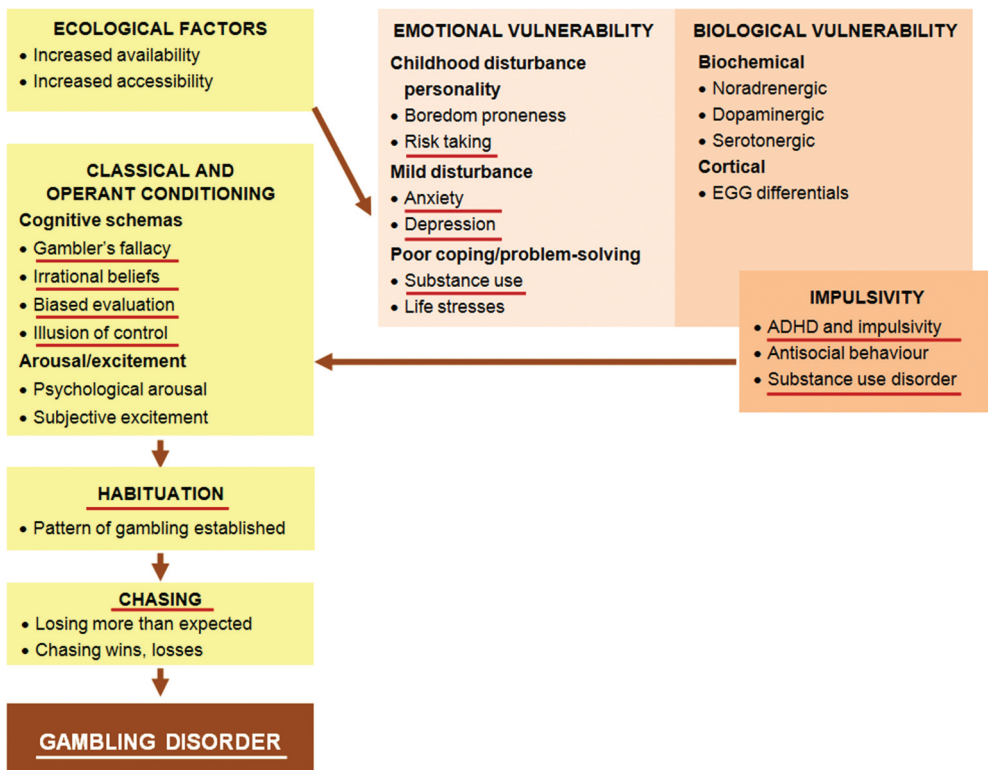 ECOLOGICAL FACTORS
• Increased availability
• Increased accessibility
CLASSICAL AND
OPERANT CONDITIONING
Cognitive schemas
• Gambler's fallacy
• Irrational beliefs
• Biased evaluation
• Illusion of control
Arousal/excitement
• Psychological arousal
• Subjective excitement
HABITUATION
• Pattern of gambling established
CHASING
• Losing more than expected
• Chasing wins, losses
GAMBLING DISORDER
EMOTIONAL VULNERABILITY
Childhood disturbance
personality
• Boredom proneness
• Risk taking
Mild disturbance
• Anxiety
• Depression
Poor coping/problem-solving
• Substance use
• Life stresses
BIOLOGICAL VULNERABILITY
Biochemical
• Noradrenergic
• Dopaminergic
• Serotonergic
Cortical
• EGG differentials
IMPULSIVITY
• ADHD and impulsivity
• Antisocial behaviour
• Substance use disorder